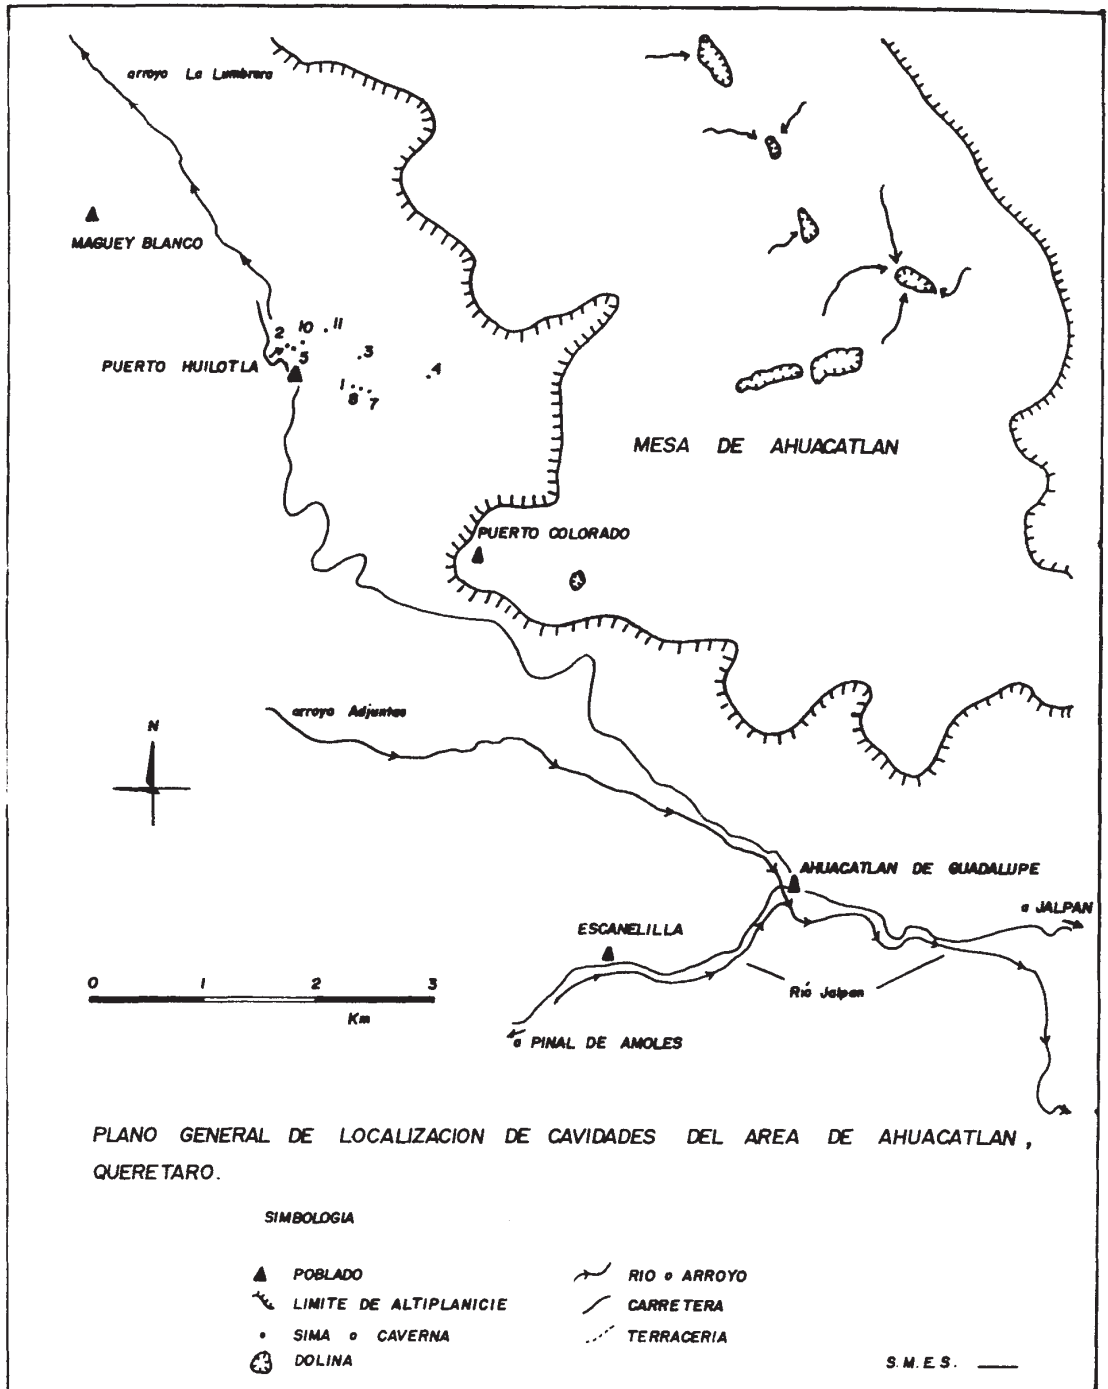 arroyo La Lumbrera
MAGUEY BLANCO
2
10
11
5
3
4
PUERTO HUILOTLA
1
8
7
MESA DE AHUACATLAN
PUERTO COLORADO
arroyo Adjuntas
N
AHUACATLAN DE GUADALUPE
a JALPAN
ESCANELILLA
0 1 2 3
Km
Río Jalpan
a PINAL DE AMOLES
PLANO GENERAL DE LOCALIZACION DE CAVIDADES DEL AREA DE AHUACATLAN,
QUERETARO.
SIMBOLOGIA
POBLADO
LIMITE DE ALTIPLANICIE
SIMA o CAVERNA
DOLINA
RIO o ARROYO
CARRETERA
TERRACERIA
S.M.E.S.